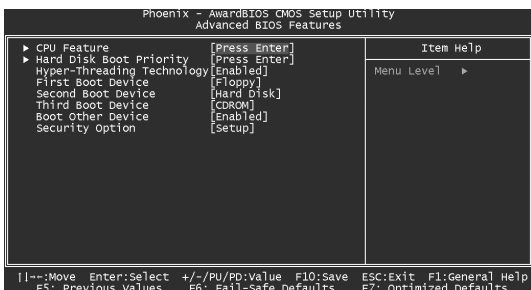 Phoenix - AwardBIOS CMOS Setup Utility
Advanced BIOS Features
▶ CPU Feature [Press Enter] Item Help
▶ Hard Disk Boot Priority [Press Enter]
Hyper-Threading Technology[Enabled] Menu Level ▶
First Boot Device [Floppy]
Second Boot Device [Hard Disk]
Third Boot Device [CDROM]
Boot Other Device [Enabled]
Security Option [Setup]
↑↓→←:Move Enter:Select +/-/PU/PD:Value F10:Save ESC:Exit F1:General Help
F5: Previous Values F6: Fail-Safe Defaults F7: Optimized Defaults